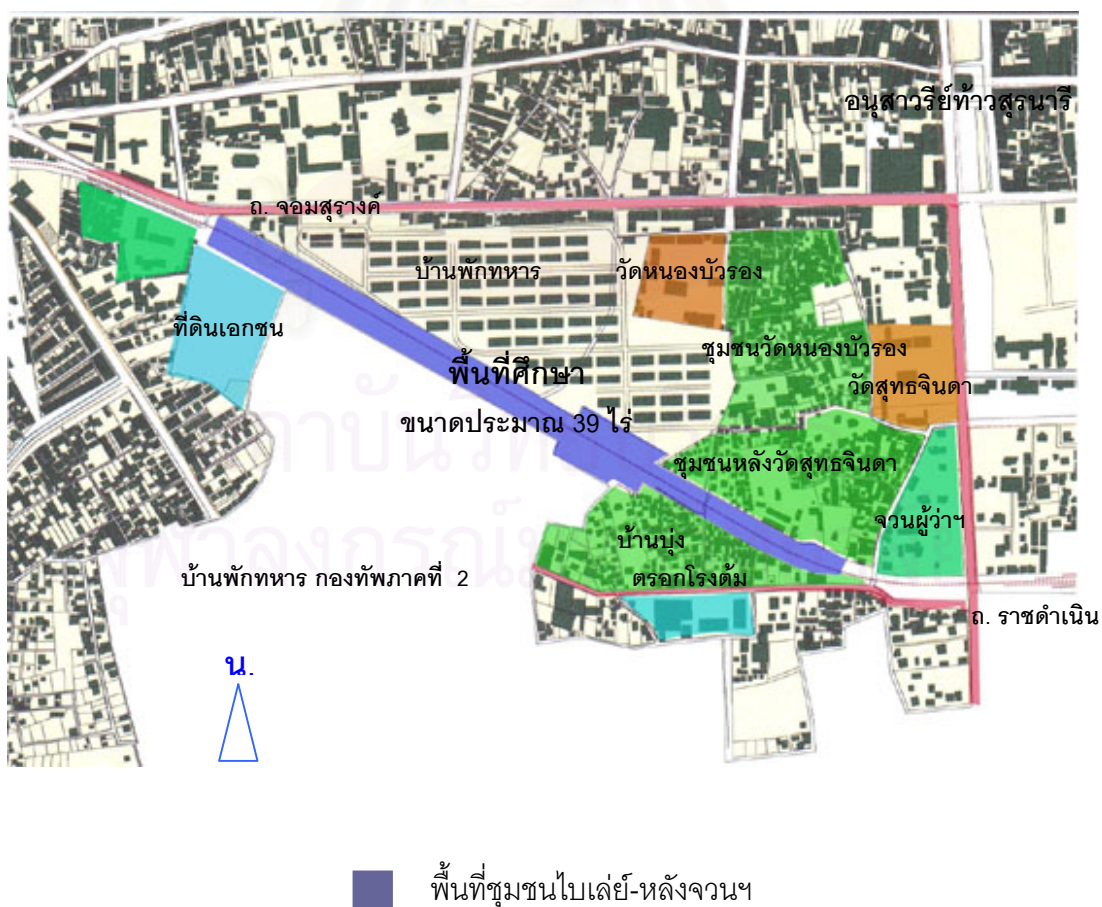 อนุสาวรีย์ท้าวสุรนารี
ถ. จอมสุรางค์
บ้านพักทหาร
วัดหนองบัวรอง
ที่ดินเอกชน
ชุมชนวัดหนองบัวรอง
พื้นที่ศึกษา
วัดสุทธจินดา
ขนาดประมาณ 39 ไร่
ชุมชนหลังวัดสุทธจินดา
จวนผู้ว่าฯ
บ้านบุ่ง
บ้านพักทหาร กองทัพภาคที่ 2
ตรอกโรงต้ม
ถ. ราชดำเนิน
น.
พื้นที่ชุมชนไบเล่ย์-หลังจวนฯ